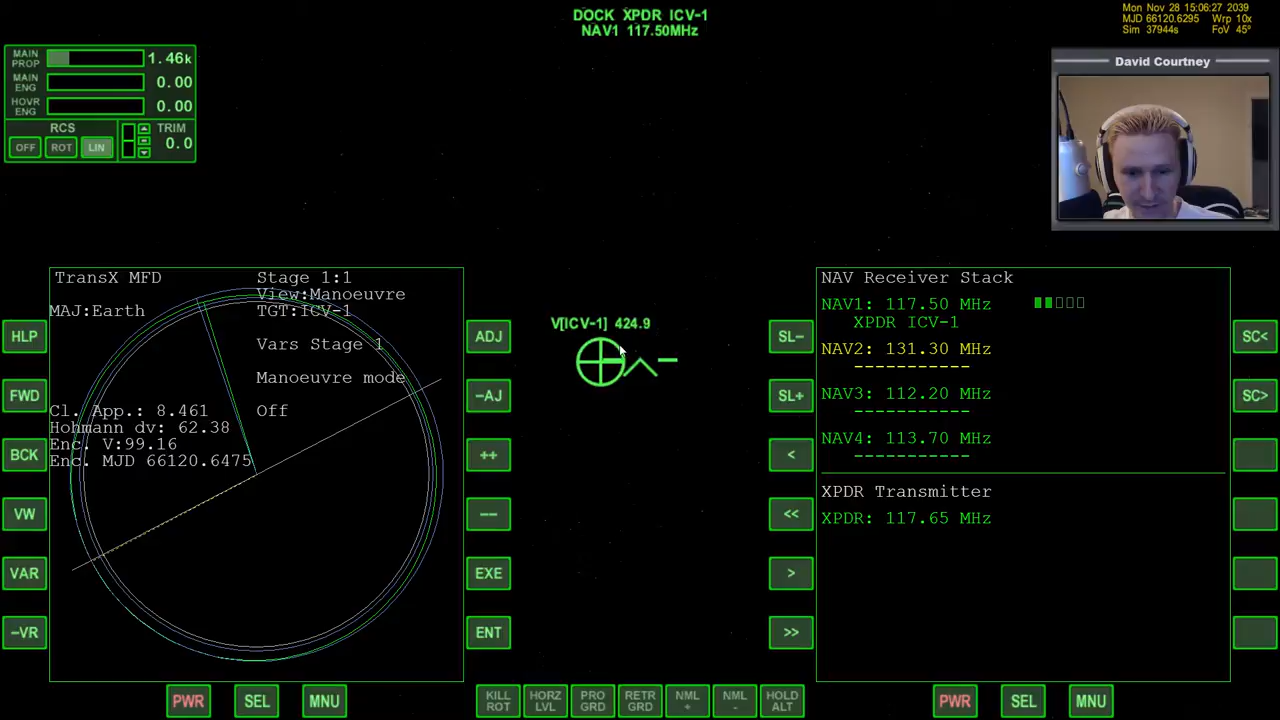 DOCK XPDR ICV-1
NAV1 117.50MHz
Mon Nov 28 15:06:27 2039
MJD 66120.6295 Wrp 10x
Sim 37944s FoV 45°
MAIN PROP 1.46k
MAIN ENG 0.00
HOVR ENG 0.00
RCS
TRIM
OFF ROT LIN 0.0
David Courtney
TransX MFD Stage 1:1
View:Manoeuvre
MAJ:Earth TGT:ICV-1
Vars Stage 1
Manoeuvre mode
Cl. App.: 8.461 Off
Hohmann dv: 62.38
Enc. V:99.16
Enc. MJD 66120.6475
HLP
FWD
BCK
VW
VAR
-VR
ADJ
-AJ
++
--
EXE
ENT
PWR SEL MNU
V[ICV-1] 424.9
KILL ROT
HORZ LVL
PRO GRD
RETR GRD
NML +
NML -
HOLD ALT
SL-
SL+
<
<<
>
>>
NAV Receiver Stack
NAV1: 117.50 MHz
XPDR ICV-1
NAV2: 131.30 MHz
-----------
NAV3: 112.20 MHz
-----------
NAV4: 113.70 MHz
-----------
XPDR Transmitter
XPDR: 117.65 MHz
SC<
SC>
PWR SEL MNU